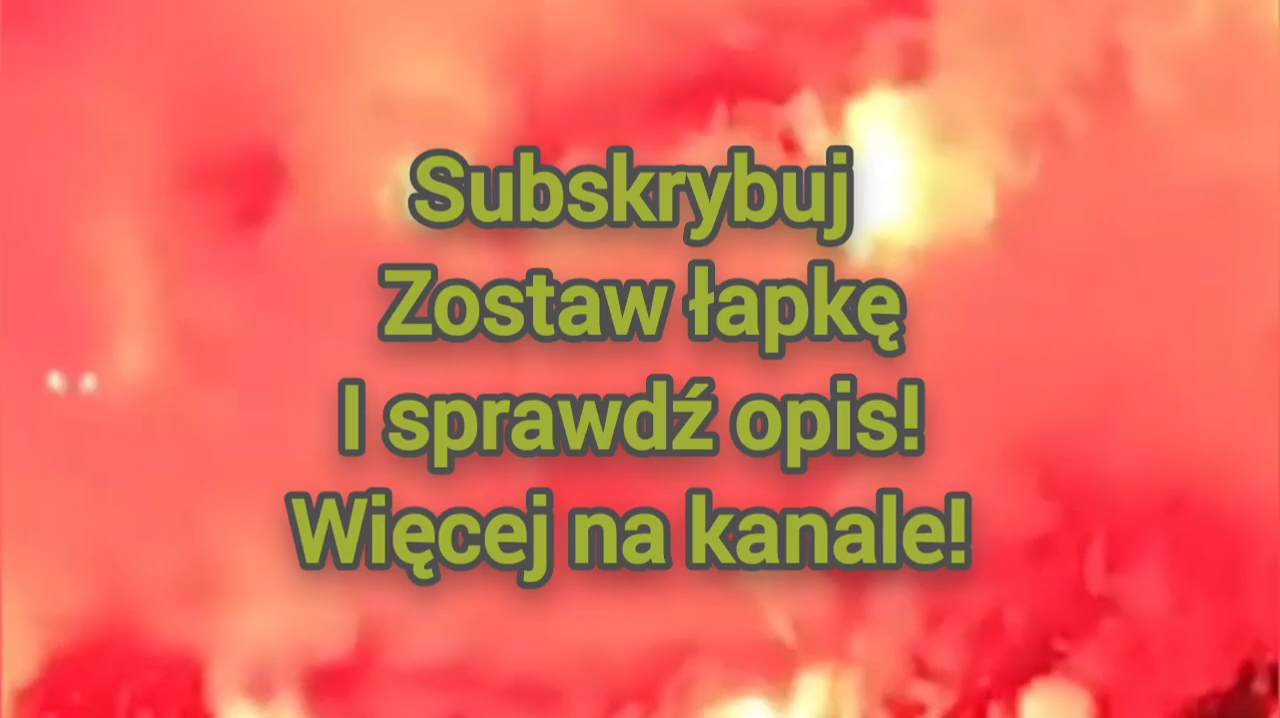 Subskrybuj
Zostaw łapkę
I sprawdź opis!
Więcej na kanale!